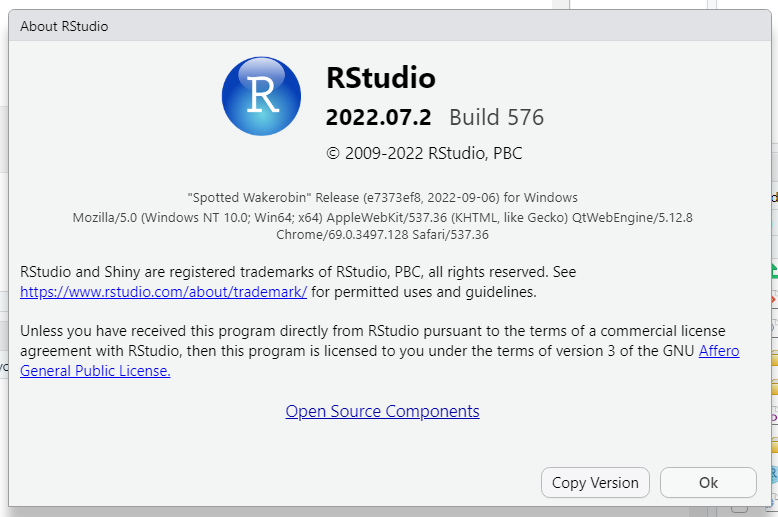 About RStudio
R
RStudio
2022.07.2 Build 576
© 2009-2022 RStudio, PBC
"Spotted Wakerobin" Release (e7373ef8, 2022-09-06) for Windows
Mozilla/5.0 (Windows NT 10.0; Win64; x64) AppleWebKit/537.36 (KHTML, like Gecko) QtWebEngine/5.12.8
Chrome/69.0.3497.128 Safari/537.36
RStudio and Shiny are registered trademarks of RStudio, PBC, all rights reserved. See
https://www.rstudio.com/about/trademark/ for permitted uses and guidelines.
Unless you have received this program directly from RStudio pursuant to the terms of a commercial license
agreement with RStudio, then this program is licensed to you under the terms of version 3 of the GNU Affero
General Public License.
Open Source Components
Copy Version Ok